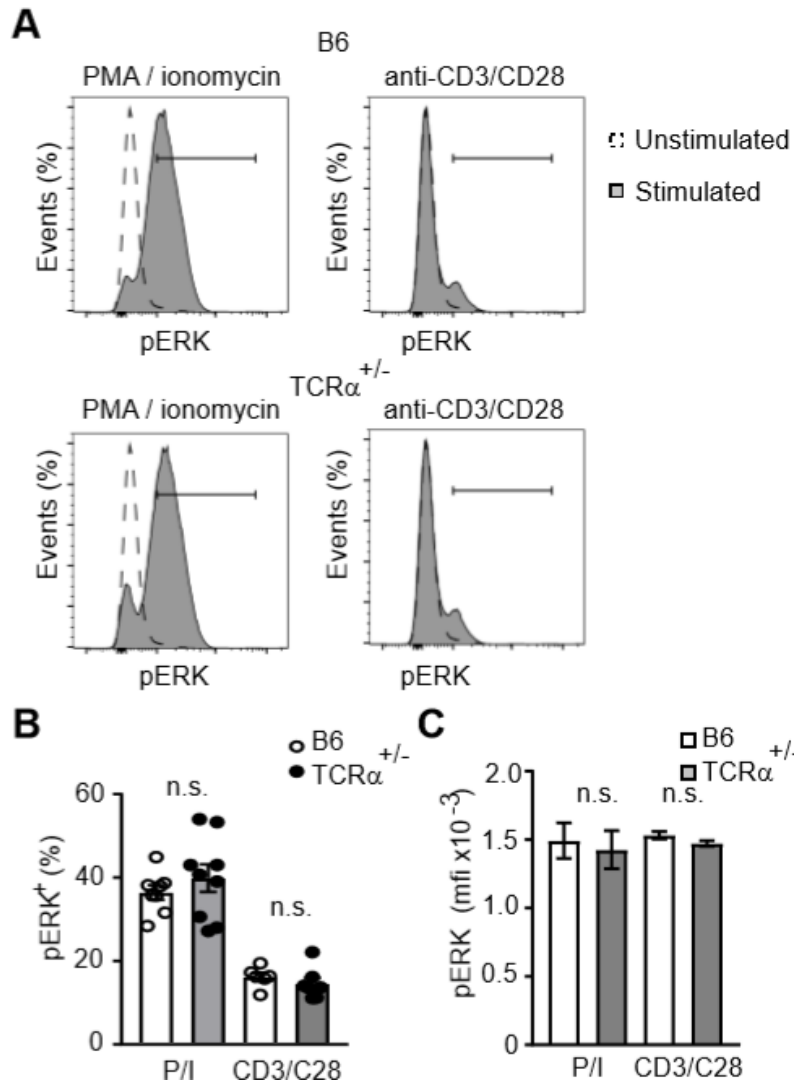 A
B6
PMA / ionomycin
anti-CD3/CD28
Unstimulated
Stimulated
Events (%)
Events (%)
pERK
pERK
TCRα+/-
PMA / ionomycin
anti-CD3/CD28
Events (%)
Events (%)
pERK
pERK
B
B6
TCRα+/-
n.s.
n.s.
pERK+ (%)
60
40
20
0
P/I
CD3/C28
C
B6
TCRα+/-
n.s.
n.s.
pERK (mfi x10-3)
2.0
1.5
1.0
0.5
0
P/I
CD3/C28